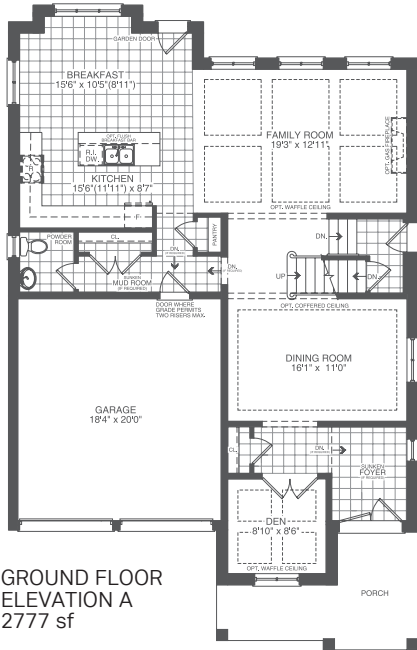 GARDEN DOOR
BREAKFAST
15'6" x 10'5"(8'11")
OPT. FLUSH
BREAKFAST BAR
R.I.
DW.
KITCHEN
15'6"(11'11") x 8'7"
F
FAMILY ROOM
19'3" x 12'11"
OPT. GAS FIREPLACE
OPT. WAFFLE CEILING
POWDER
ROOM
CL.
PANTRY
DN.
SUNKEN
MUD ROOM
(IF REQUIRED)
DN.
DN.
UP
DN.
DOOR WHERE
GRADE PERMITS
TWO RISERS MAX.
OPT. COFFERED CEILING
DINING ROOM
16'1" x 11'0"
GARAGE
18'4" x 20'0"
CL.
DN.
SUNKEN
FOYER
(IF REQUIRED)
DEN
8'10" x 8'6"
OPT. WAFFLE CEILING
PORCH
GROUND FLOOR
ELEVATION A
2777 sf